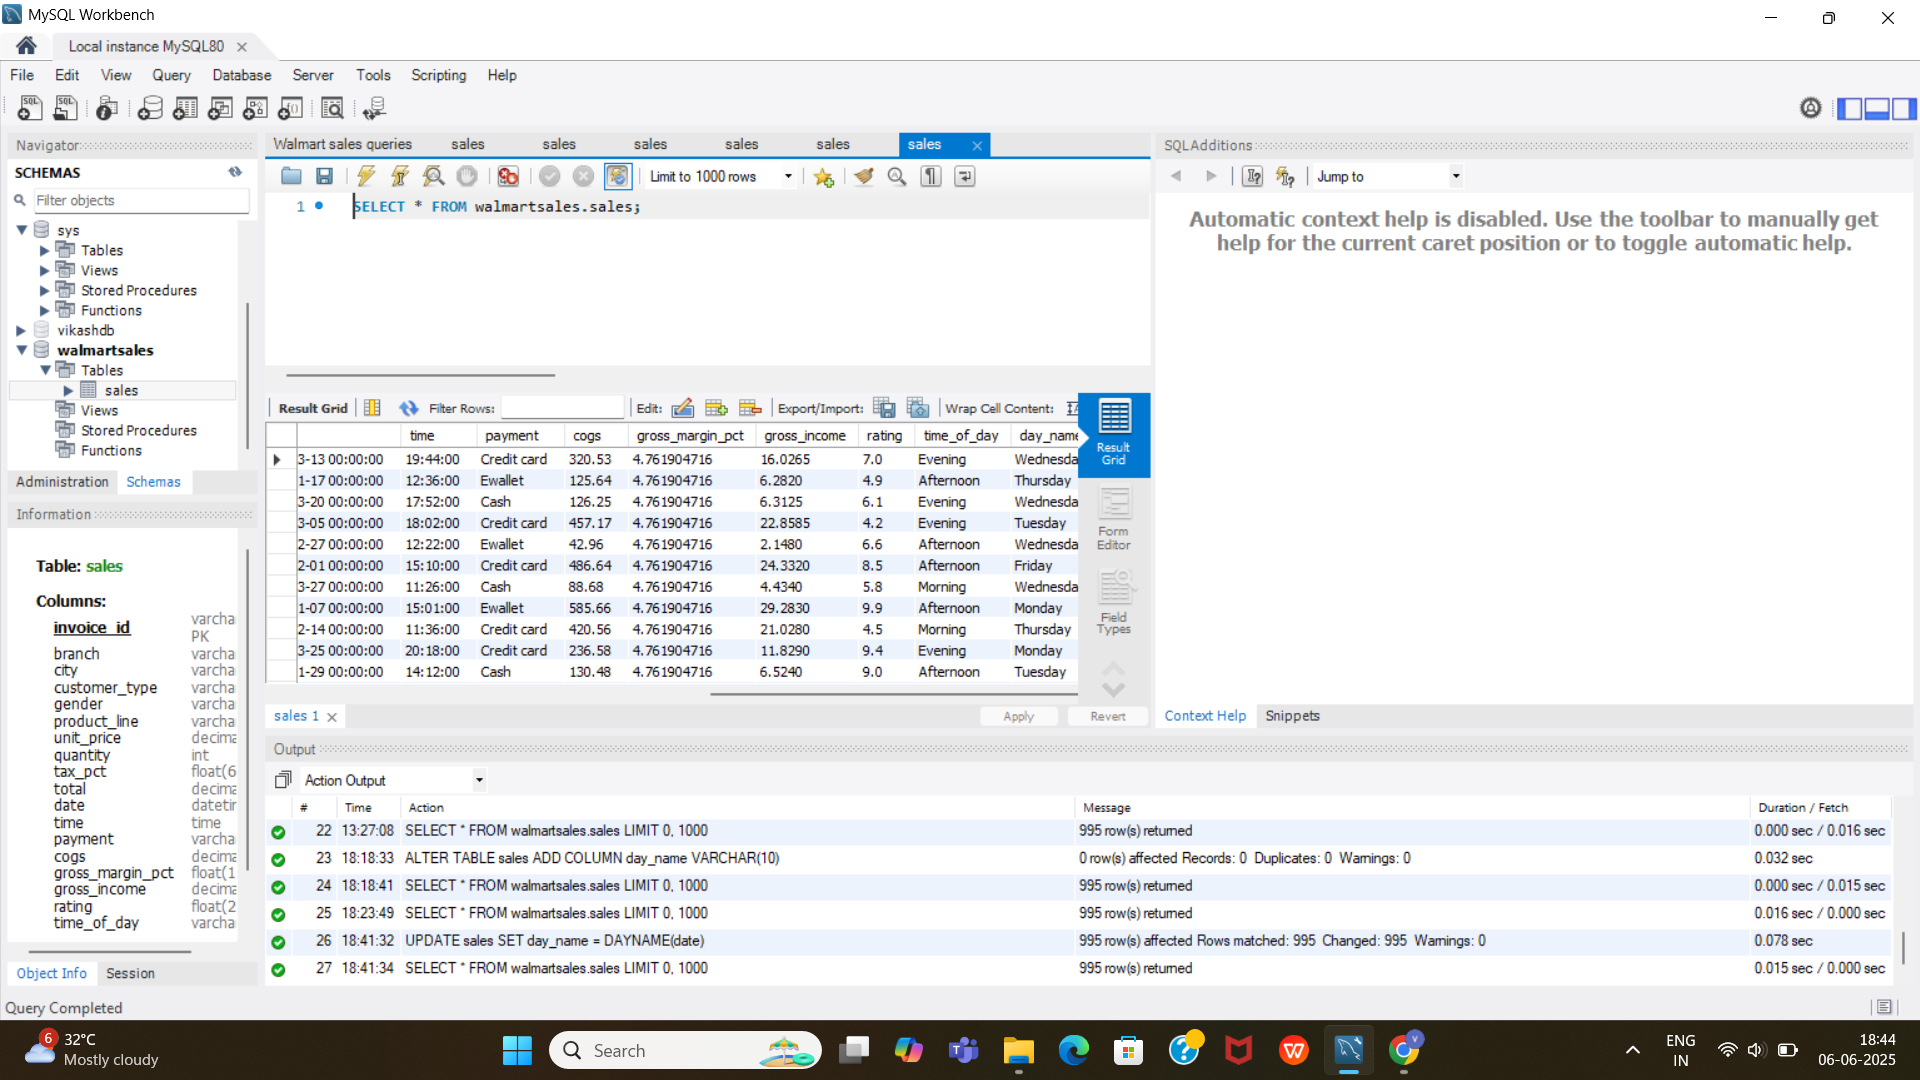 MySQL Workbench
Local instance MySQL80
File Edit View Query Database Server Tools Scripting Help
Navigator
SCHEMAS
Filter objects
sys
Tables
Views
Stored Procedures
Functions
vikashdb
walmartsales
Tables
sales
Views
Stored Procedures
Functions
Administration Schemas
Information
Table: sales
Columns:
invoice_id varcha
PK
branch varcha
city varcha
customer_type varcha
gender varcha
product_line varcha
unit_price decima
quantity int
tax_pct float(6
total decima
date datetin
time time
payment varcha
cogs decima
gross_margin_pct float(1
gross_income decima
rating float(2
time_of_day varcha
Object Info Session
Query Completed
Walmart sales queries sales sales sales sales sales sales
Limit to 1000 rows
1 SELECT * FROM walmartsales.sales;
Result Grid Filter Rows: Edit: Export/Import: Wrap Cell Content:
time payment cogs gross_margin_pct gross_income rating time_of_day day_name
3-13 00:00:00 19:44:00 Credit card 320.53 4.761904716 16.0265 7.0 Evening Wednesda
1-17 00:00:00 12:36:00 Ewallet 125.64 4.761904716 6.2820 4.9 Afternoon Thursday
3-20 00:00:00 17:52:00 Cash 126.25 4.761904716 6.3125 6.1 Evening Wednesda
3-05 00:00:00 18:02:00 Credit card 457.17 4.761904716 22.8585 4.2 Evening Tuesday
2-27 00:00:00 12:22:00 Ewallet 42.96 4.761904716 2.1480 6.6 Afternoon Wednesda
2-01 00:00:00 15:10:00 Credit card 486.64 4.761904716 24.3320 8.5 Afternoon Friday
3-27 00:00:00 11:26:00 Cash 88.68 4.761904716 4.4340 5.8 Morning Wednesda
1-07 00:00:00 15:01:00 Ewallet 585.66 4.761904716 29.2830 9.9 Afternoon Monday
2-14 00:00:00 11:36:00 Credit card 420.56 4.761904716 21.0280 4.5 Morning Thursday
3-25 00:00:00 20:18:00 Credit card 236.58 4.761904716 11.8290 9.4 Evening Monday
1-29 00:00:00 14:12:00 Cash 130.48 4.761904716 6.5240 9.0 Afternoon Tuesday
Result
Grid
Form
Editor
Field
Types
sales 1 Apply Revert
SQLAdditions
Jump to
Automatic context help is disabled. Use the toolbar to manually get
help for the current caret position or to toggle automatic help.
Context Help Snippets
Output
Action Output
# Time Action Message Duration / Fetch
22 13:27:08 SELECT * FROM walmartsales.sales LIMIT 0, 1000 995 row(s) returned 0.000 sec / 0.016 sec
23 18:18:33 ALTER TABLE sales ADD COLUMN day_name VARCHAR(10) 0 row(s) affected Records: 0 Duplicates: 0 Warnings: 0 0.032 sec
24 18:18:41 SELECT * FROM walmartsales.sales LIMIT 0, 1000 995 row(s) returned 0.000 sec / 0.015 sec
25 18:23:49 SELECT * FROM walmartsales.sales LIMIT 0, 1000 995 row(s) returned 0.016 sec / 0.000 sec
26 18:41:32 UPDATE sales SET day_name = DAYNAME(date) 995 row(s) affected Rows matched: 995 Changed: 995 Warnings: 0 0.078 sec
27 18:41:34 SELECT * FROM walmartsales.sales LIMIT 0, 1000 995 row(s) returned 0.015 sec / 0.000 sec
6 32°C
Mostly cloudy
Search
ENG
IN
18:44
06-06-2025